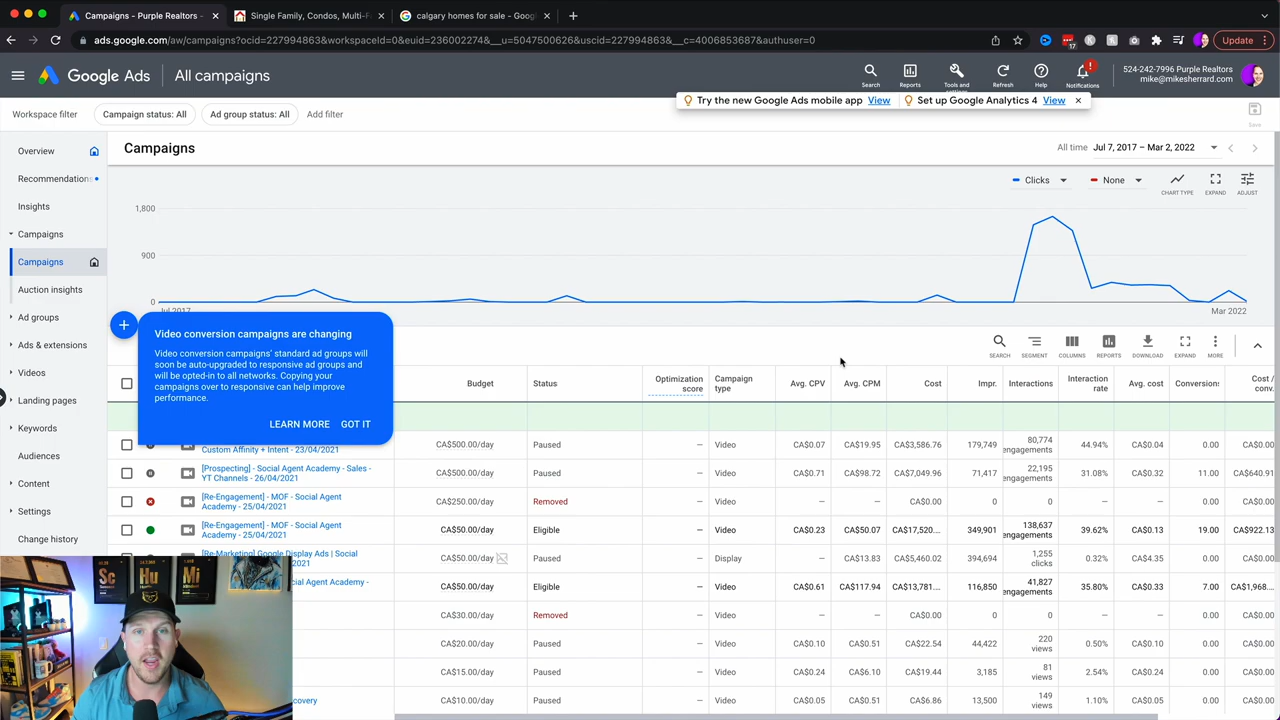 Campaigns - Purple Realtors -
Single Family, Condos, Multi-F
calgary homes for sale - Goog
ads.google.com/aw/campaigns?ocid=227994863&workspaceId=0&euid=236002274&__u=5047500626&uscid=227994863&__c=4006853687&authuser=0
17
Update
Google Ads
All campaigns
Search
Reports
Tools and
Refresh
Help
Notifications
524-242-7996 Purple Realtors
mike@mikesherrard.com
Try the new Google Ads mobile app View
Set up Google Analytics 4 View
Workspace filter
Campaign status: All
Ad group status: All
Add filter
Save
Overview
Recommendation
Insights
Campaigns
Campaigns
Auction insights
Ad groups
Ads & extensions
Videos
Landing pages
Keywords
Audiences
Content
Settings
Change history
Campaigns
All time Jul 7, 2017 – Mar 2, 2022
Clicks
None
CHART TYPE
EXPAND
ADJUST
1,800
900
0
Jul 2017
Mar 2022
Video conversion campaigns are changing
Video conversion campaigns' standard ad groups will
soon be auto-upgraded to responsive ad groups and
will be opted-in to all networks. Copying your
campaigns over to responsive can help improve
performance.
LEARN MORE GOT IT
SEARCH
SEGMENT
COLUMNS
REPORTS
DOWNLOAD
EXPAND
MORE
Budget Status Optimization score Campaign type Avg. CPV Avg. CPM Cost Impr. Interactions Interaction rate Avg. cost Conversions Cost / conv.
Custom Affinity + Intent - 23/04/2021 CA$500.00/day Paused — Video CA$0.07 CA$19.95 CA$3,586.76 179,749 80,774 engagements 44.94% CA$0.04 0.00 CA$0.00
[Prospecting] - Social Agent Academy - Sales - YT Channels - 26/04/2021 CA$500.00/day Paused — Video CA$0.71 CA$98.72 CA$7,049.96 71,417 22,195 engagements 31.08% CA$0.32 11.00 CA$640.91
[Re-Engagement] - MOF - Social Agent Academy - 25/04/2021 CA$250.00/day Removed — Video — — CA$0.00 0 0 — — 0.00 CA$0.00
[Re-Engagement] - MOF - Social Agent Academy - 25/04/2021 CA$50.00/day Eligible — Video CA$0.23 CA$50.07 CA$17,520... 349,901 138,637 engagements 39.62% CA$0.13 19.00 CA$922.13
[Re-Marketing] Google Display Ads | Social 2021 CA$50.00/day Paused — Display — CA$13.83 CA$5,460.02 394,694 1,255 clicks 0.32% CA$4.35 0.00 CA$0.00
cial Agent Academy - CA$50.00/day Eligible — Video CA$0.61 CA$117.94 CA$13,781... 116,850 41,827 engagements 35.80% CA$0.33 7.00 CA$1,968...
CA$30.00/day Removed — Video — — CA$0.00 0 0 — — 0.00 CA$0.00
CA$20.00/day Paused — Video CA$0.10 CA$0.51 CA$22.54 44,422 220 views 0.50% CA$0.10 0.00 CA$0.00
CA$15.00/day Paused — Video CA$0.24 CA$6.10 CA$19.44 3,185 81 views 2.54% CA$0.24 0.00 CA$0.00
covery CA$10.00/day Paused — Video CA$0.05 CA$0.51 CA$6.86 13,500 149 views 1.10% CA$0.05 0.00 CA$0.00
Sc
Hu
Mi